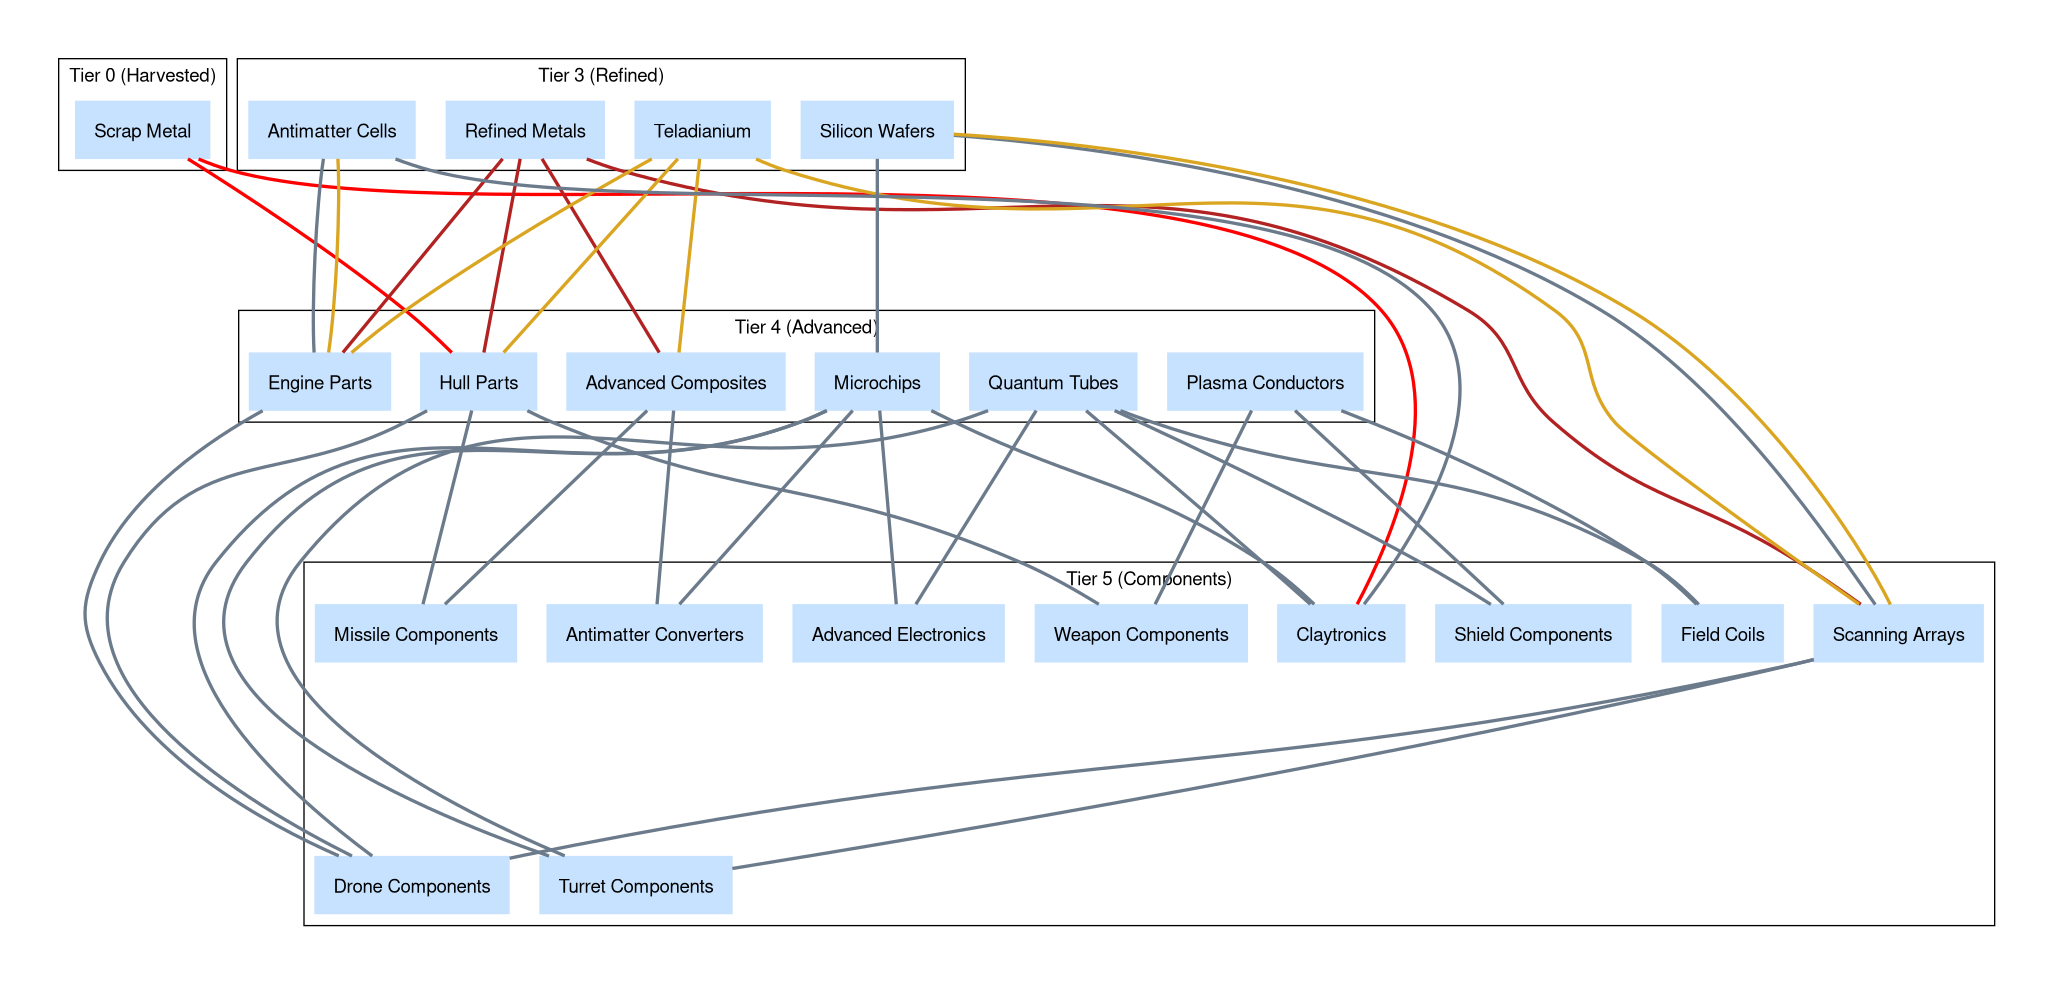 Tier 0 (Harvested)
Tier 3 (Refined)
Scrap Metal
Antimatter Cells
Refined Metals
Teladianium
Silicon Wafers
Tier 4 (Advanced)
Engine Parts
Hull Parts
Advanced Composites
Microchips
Quantum Tubes
Plasma Conductors
Tier 5 (Components)
Missile Components
Antimatter Converters
Advanced Electronics
Weapon Components
Claytronics
Shield Components
Field Coils
Scanning Arrays
Drone Components
Turret Components